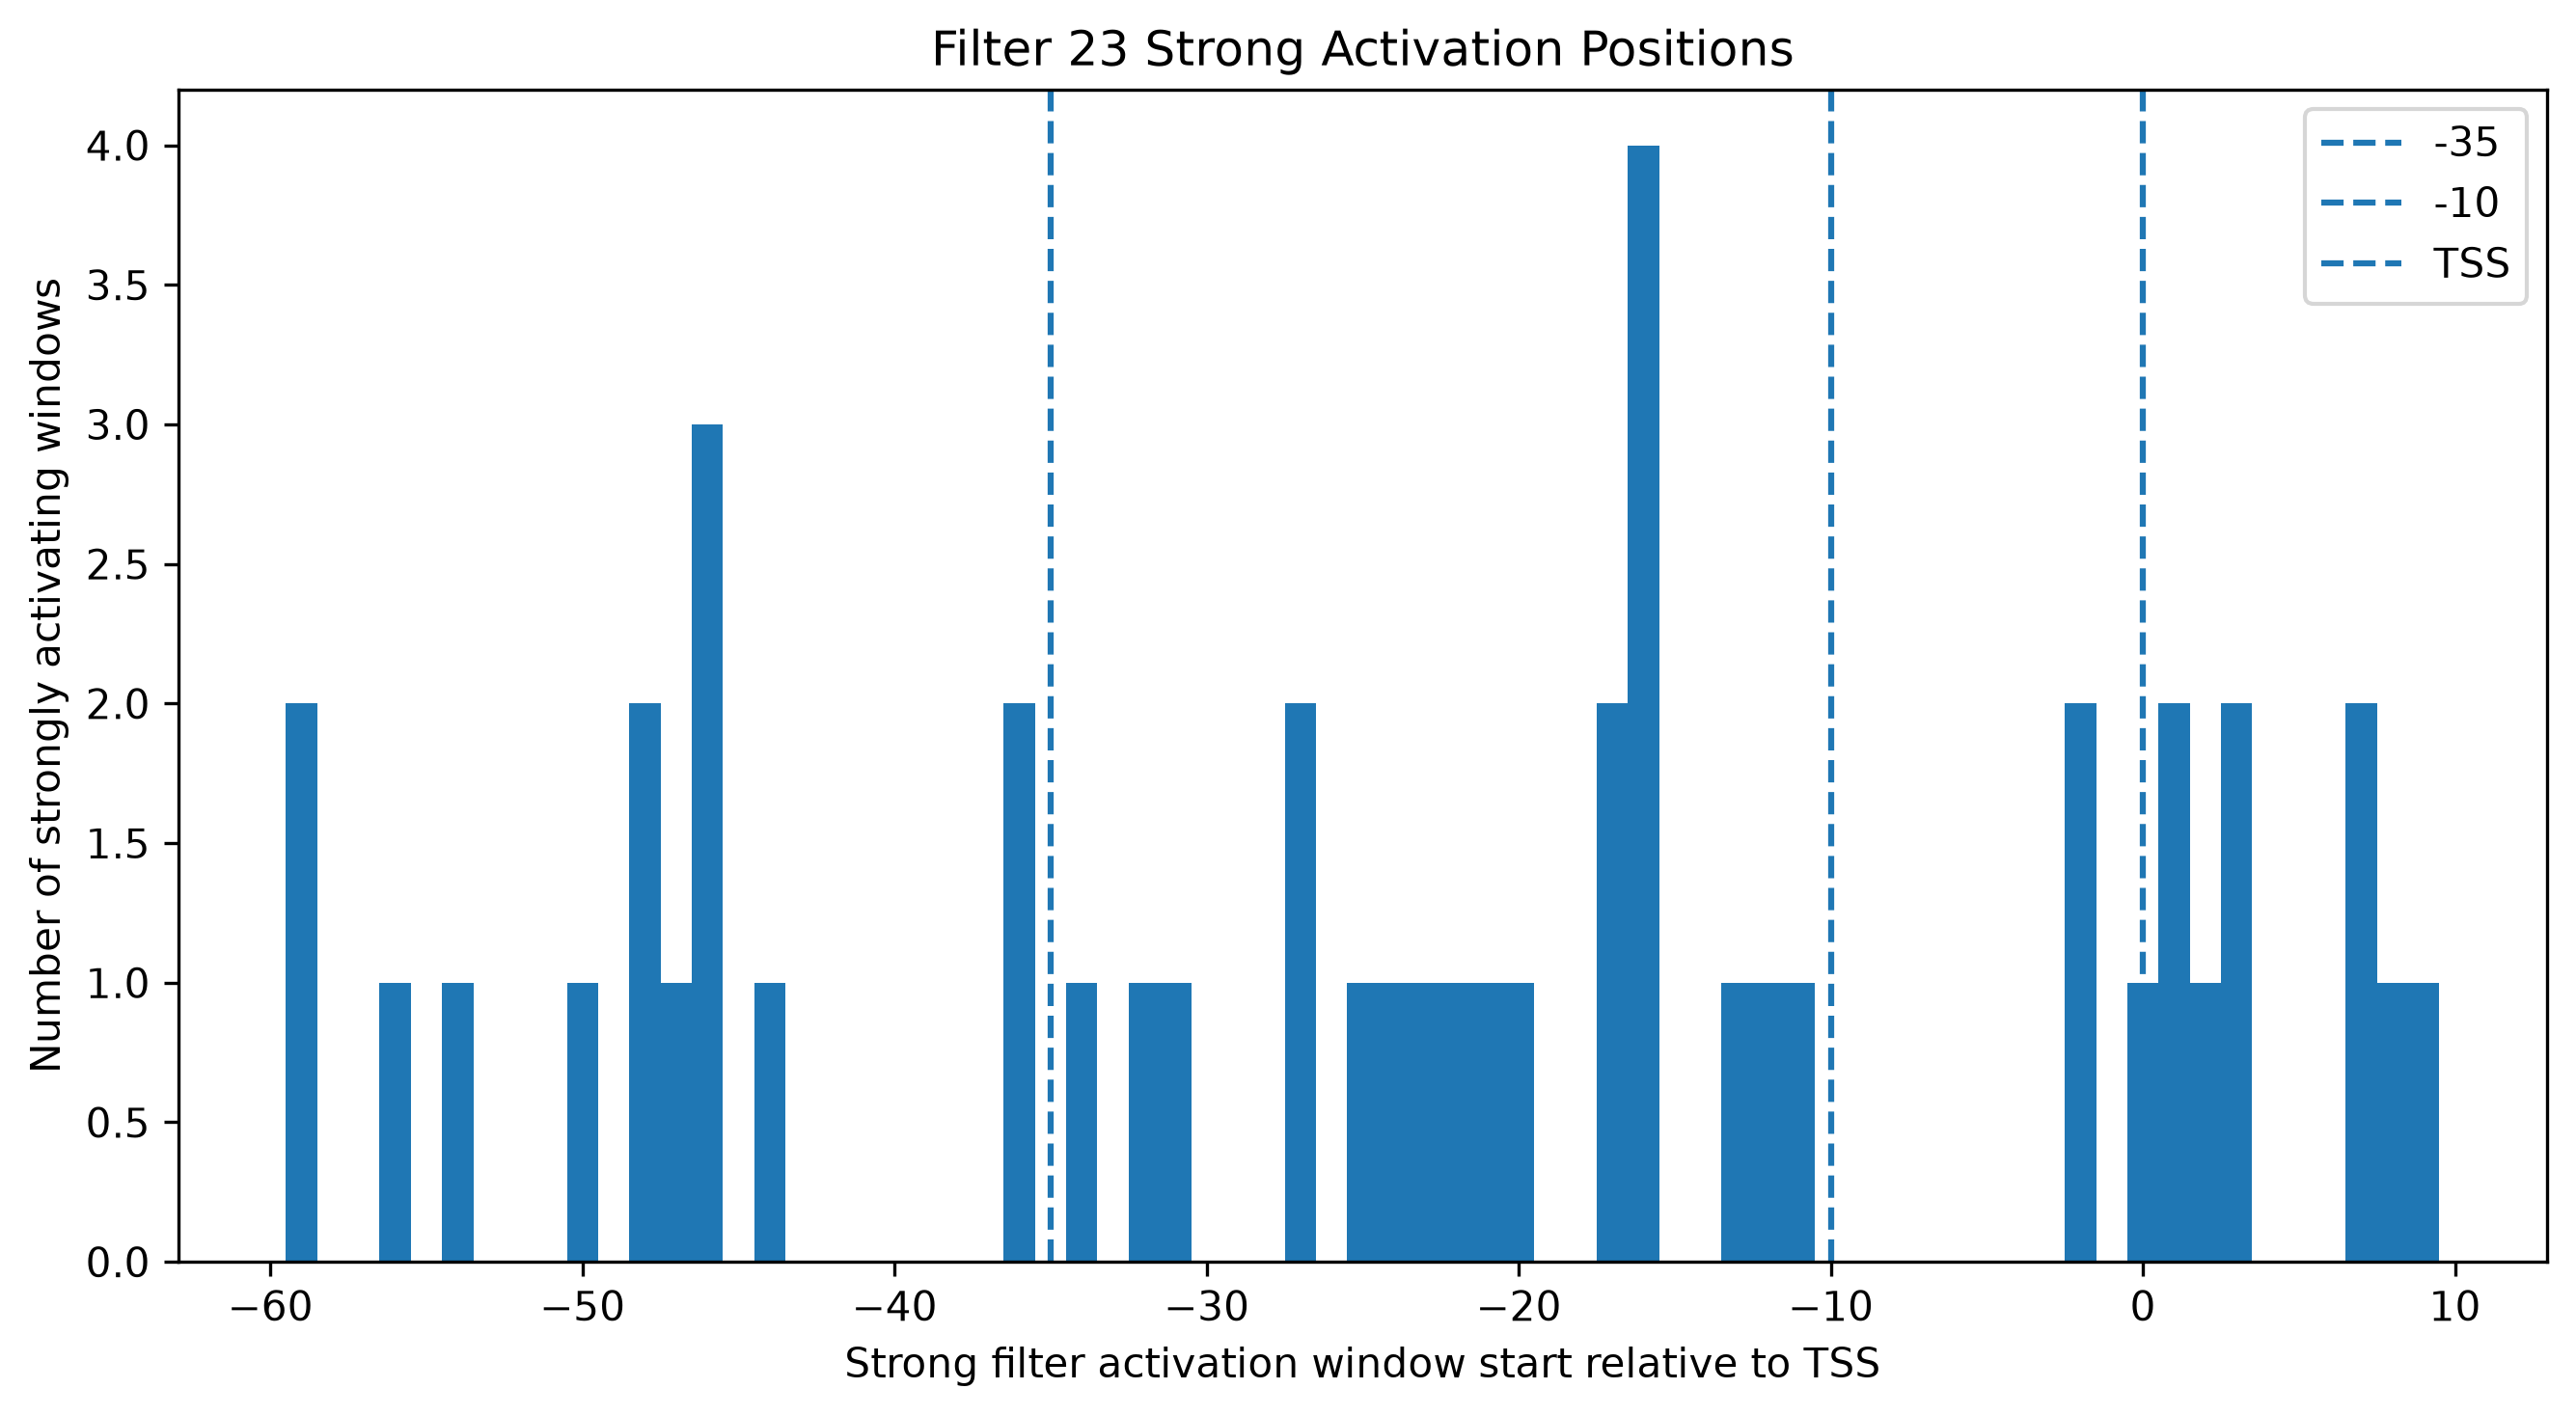 Filter 23 Strong Activation Positions
-35
-10
TSS
Number of strongly activating windows
4.0
3.5
3.0
2.5
2.0
1.5
1.0
0.5
0.0
−60 −50 −40 −30 −20 −10 0 10
Strong filter activation window start relative to TSS